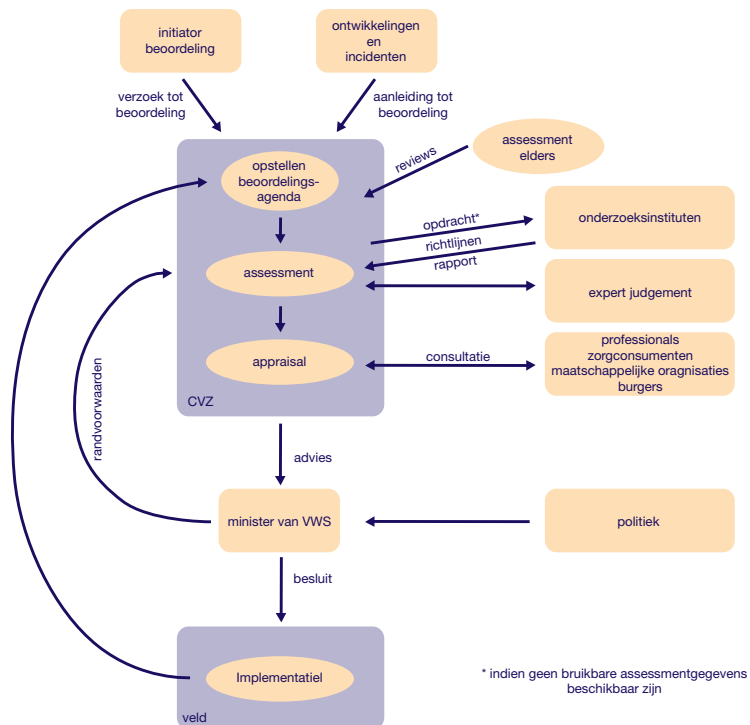 initiator
beoordeling
ontwikkelingen
en
incidenten
verzoek tot
beoordeling
aanleiding tot
beoordeling
assessment
elders
reviews
opstellen
beoordelings-
agenda
opdracht*
richtlijnen
rapport
onderzoeksinstituten
assessment
expert judgement
appraisal
consultatie
professionals
zorgconsumenten
maatschappelijke oragnisaties
burgers
CVZ
randvoorwaarden
advies
minister van VWS
politiek
besluit
Implementatiel
veld
* indien geen bruikbare assessmentgegevens
beschikbaar zijn